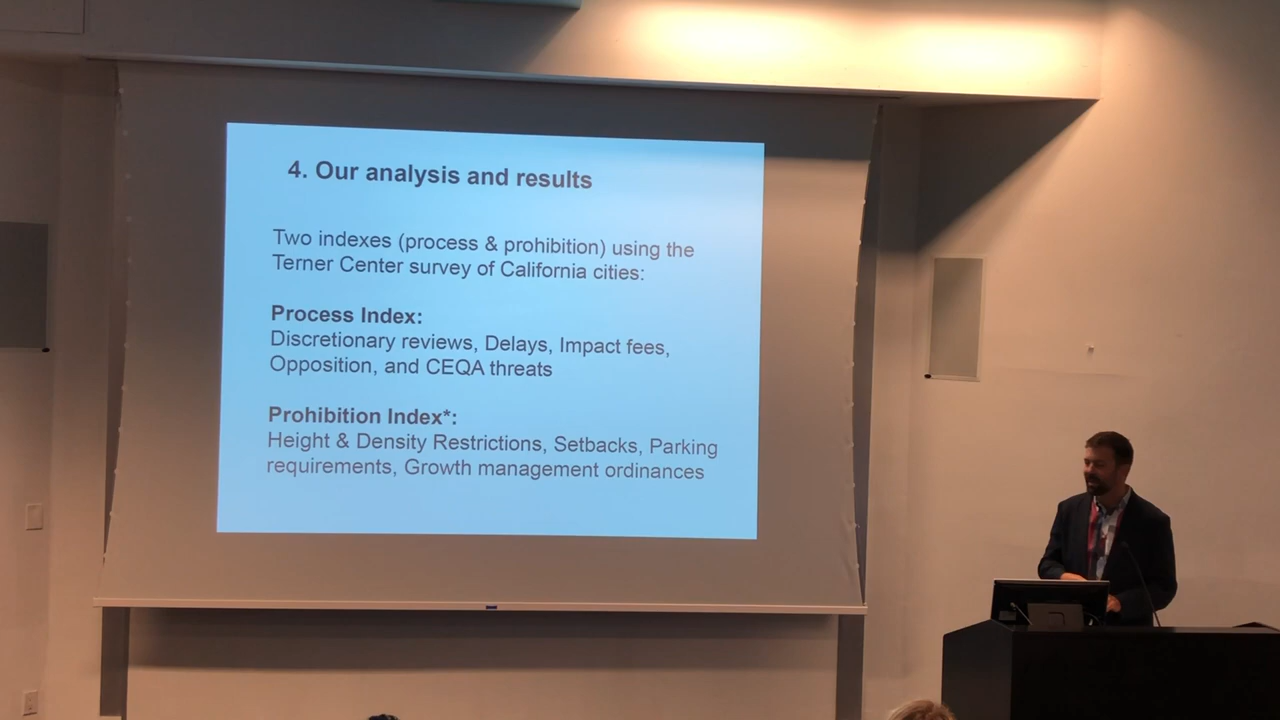 4. Our analysis and results
Two indexes (process & prohibition) using the
Terner Center survey of California cities:
Process Index:
Discretionary reviews, Delays, Impact fees,
Opposition, and CEQA threats
Prohibition Index*:
Height & Density Restrictions, Setbacks, Parking
requirements, Growth management ordinances